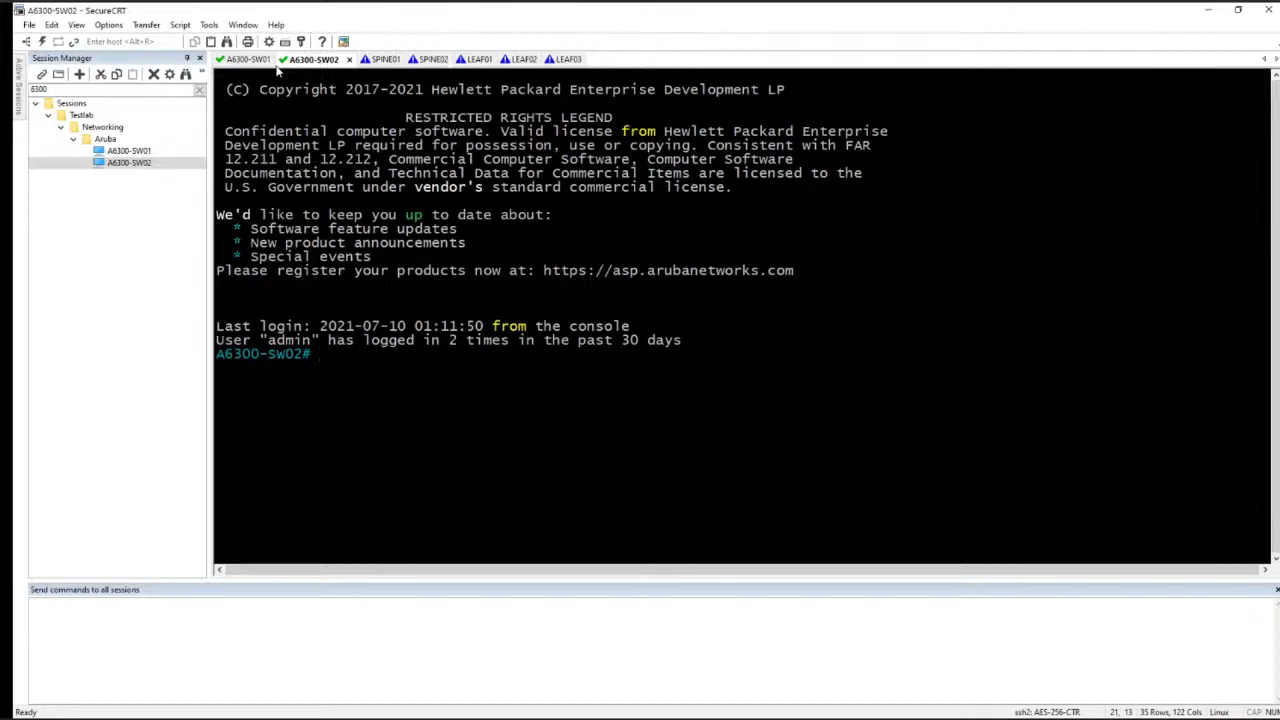 A6300-SW02 - SecureCRT
File Edit View Options Transfer Script Tools Window Help
Enter host <Alt+R>
Session Manager
A6300-SW01 A6300-SW02 SPINE01 SPINE02 LEAF01 LEAF02 LEAF03
Active Sessions
6300
Sessions
Testlab
Networking
Aruba
A6300-SW01
A6300-SW02
(C) Copyright 2017-2021 Hewlett Packard Enterprise Development LP
RESTRICTED RIGHTS LEGEND
Confidential computer software. Valid license from Hewlett Packard Enterprise
Development LP required for possession, use or copying. Consistent with FAR
12.211 and 12.212, Commercial Computer Software, Computer Software
Documentation, and Technical Data for Commercial Items are licensed to the
U.S. Government under vendor's standard commercial license.
We'd like to keep you up to date about:
* Software feature updates
* New product announcements
* Special events
Please register your products now at: https://asp.arubanetworks.com
Last login: 2021-07-10 01:11:50 from the console
User "admin" has logged in 2 times in the past 30 days
A6300-SW02#
Send commands to all sessions
Ready ssh2: AES-256-CTR 21, 13 35 Rows, 122 Cols Linux CAP NUM